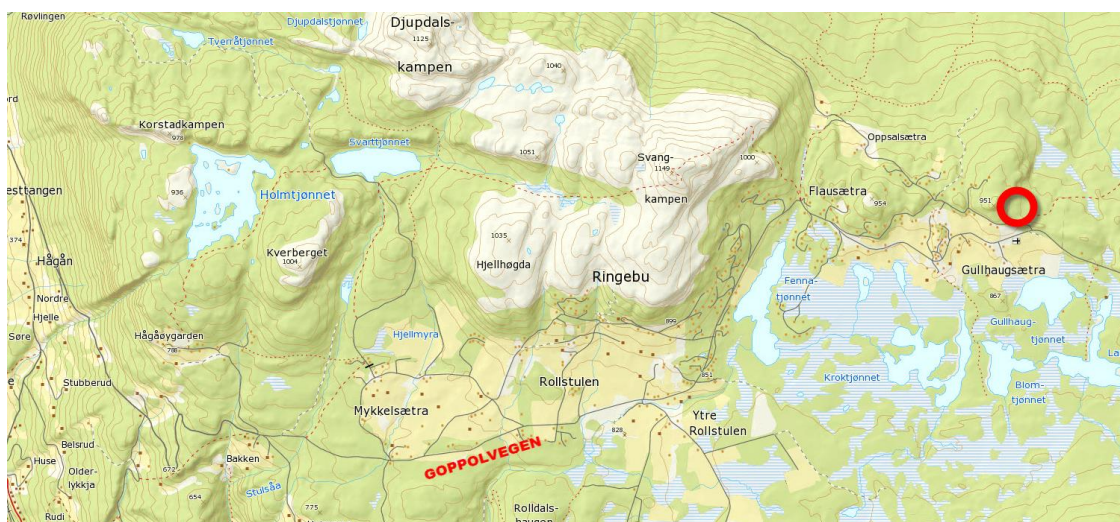 Røvlingen
Djupdalstjønnet
Djupdals-
1125
kampen
Tverråtjønnet
1040
Korstadkampen
978
Svarttjønnet
1051
Svang-
1149
kampen
1000
Oppsalsætra
esttangen
936
Holmtjønnet
Flausætra
954
951
374
Hågån
Kverberget
1004
1035
Hjellhøgda
Ringebu
Gullhaugsætra
Fenna-
tjønnet
867
Nordre
Hjelle
Søre
Hjellmyra
899
Gullhaug-
tjønnet
La
Hågåøygarden
788
851
Kroktjønnet
Blom-
tjønnet
Stubberud
Rollstulen
Mykkelsætra
Ytre
Rollstulen
828
GOPPOLVEGEN
Belsrud
Huse
Bakken
Older-
lykkja
672
654
Stulsåa
775
Rudi
Rolldals-
haugen